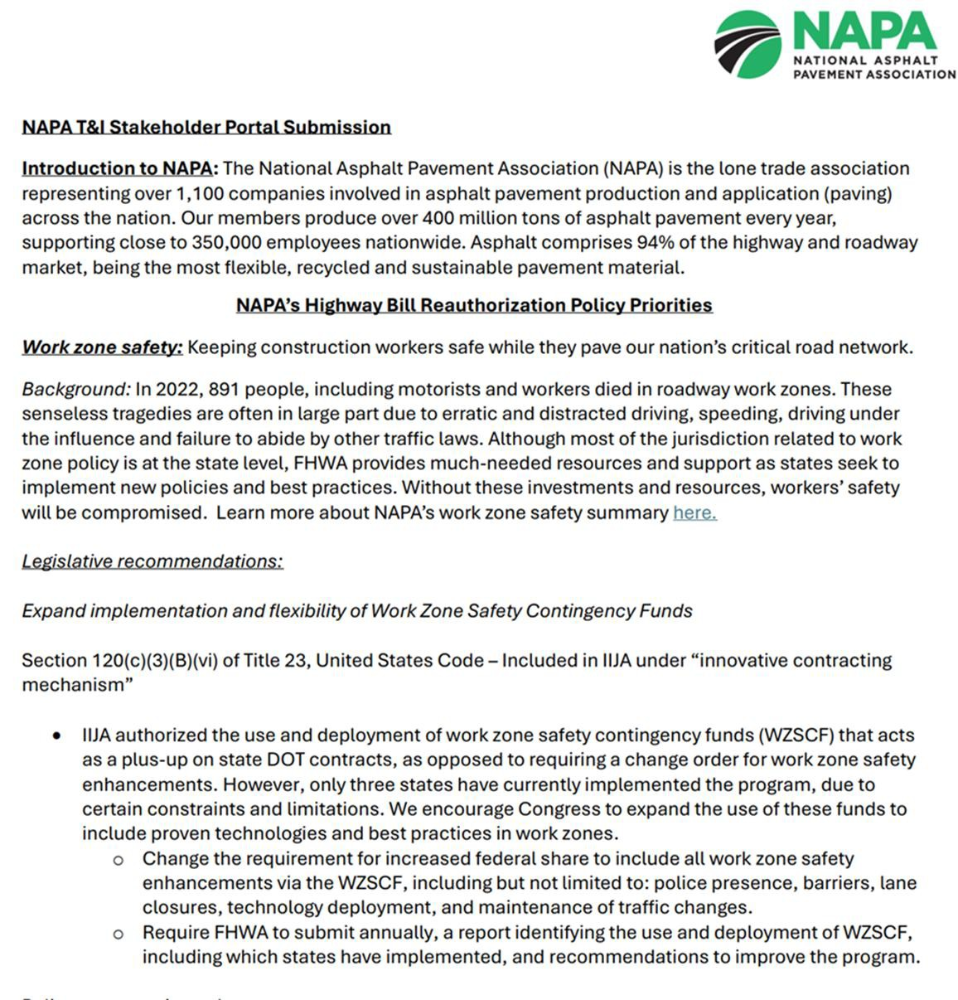 NAPA
NATIONAL ASPHALT
PAVEMENT ASSOCIATION
NAPA T&I Stakeholder Portal Submission
Introduction to NAPA: The National Asphalt Pavement Association (NAPA) is the lone trade association
representing over 1,100 companies involved in asphalt pavement production and application (paving)
across the nation. Our members produce over 400 million tons of asphalt pavement every year,
supporting close to 350,000 employees nationwide. Asphalt comprises 94% of the highway and roadway
market, being the most flexible, recycled and sustainable pavement material.
NAPA’s Highway Bill Reauthorization Policy Priorities
Work zone safety: Keeping construction workers safe while they pave our nation’s critical road network.
Background: In 2022, 891 people, including motorists and workers died in roadway work zones. These
senseless tragedies are often in large part due to erratic and distracted driving, speeding, driving under
the influence and failure to abide by other traffic laws. Although most of the jurisdiction related to work
zone policy is at the state level, FHWA provides much-needed resources and support as states seek to
implement new policies and best practices. Without these investments and resources, workers’ safety
will be compromised.  Learn more about NAPA’s work zone safety summary here.
Legislative recommendations:
Expand implementation and flexibility of Work Zone Safety Contingency Funds
Section 120(c)(3)(B)(vi) of Title 23, United States Code – Included in IIJA under “innovative contracting
mechanism”
• IIJA authorized the use and deployment of work zone safety contingency funds (WZSCF) that acts
as a plus-up on state DOT contracts, as opposed to requiring a change order for work zone safety
enhancements. However, only three states have currently implemented the program, due to
certain constraints and limitations. We encourage Congress to expand the use of these funds to
include proven technologies and best practices in work zones.
o Change the requirement for increased federal share to include all work zone safety
enhancements via the WZSCF, including but not limited to: police presence, barriers, lane
closures, technology deployment, and maintenance of traffic changes.
o Require FHWA to submit annually, a report identifying the use and deployment of WZSCF,
including which states have implemented, and recommendations to improve the program.